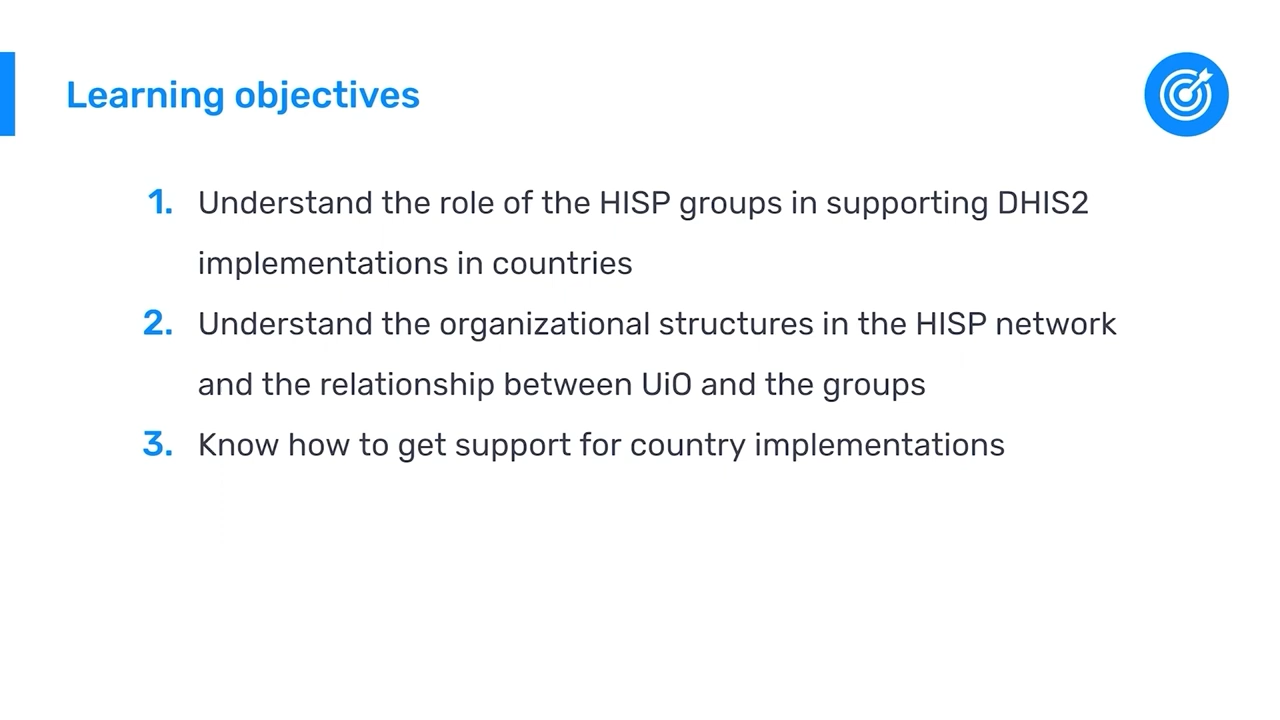 Learning objectives
1. Understand the role of the HISP groups in supporting DHIS2
implementations in countries
2. Understand the organizational structures in the HISP network
and the relationship between UiO and the groups
3. Know how to get support for country implementations